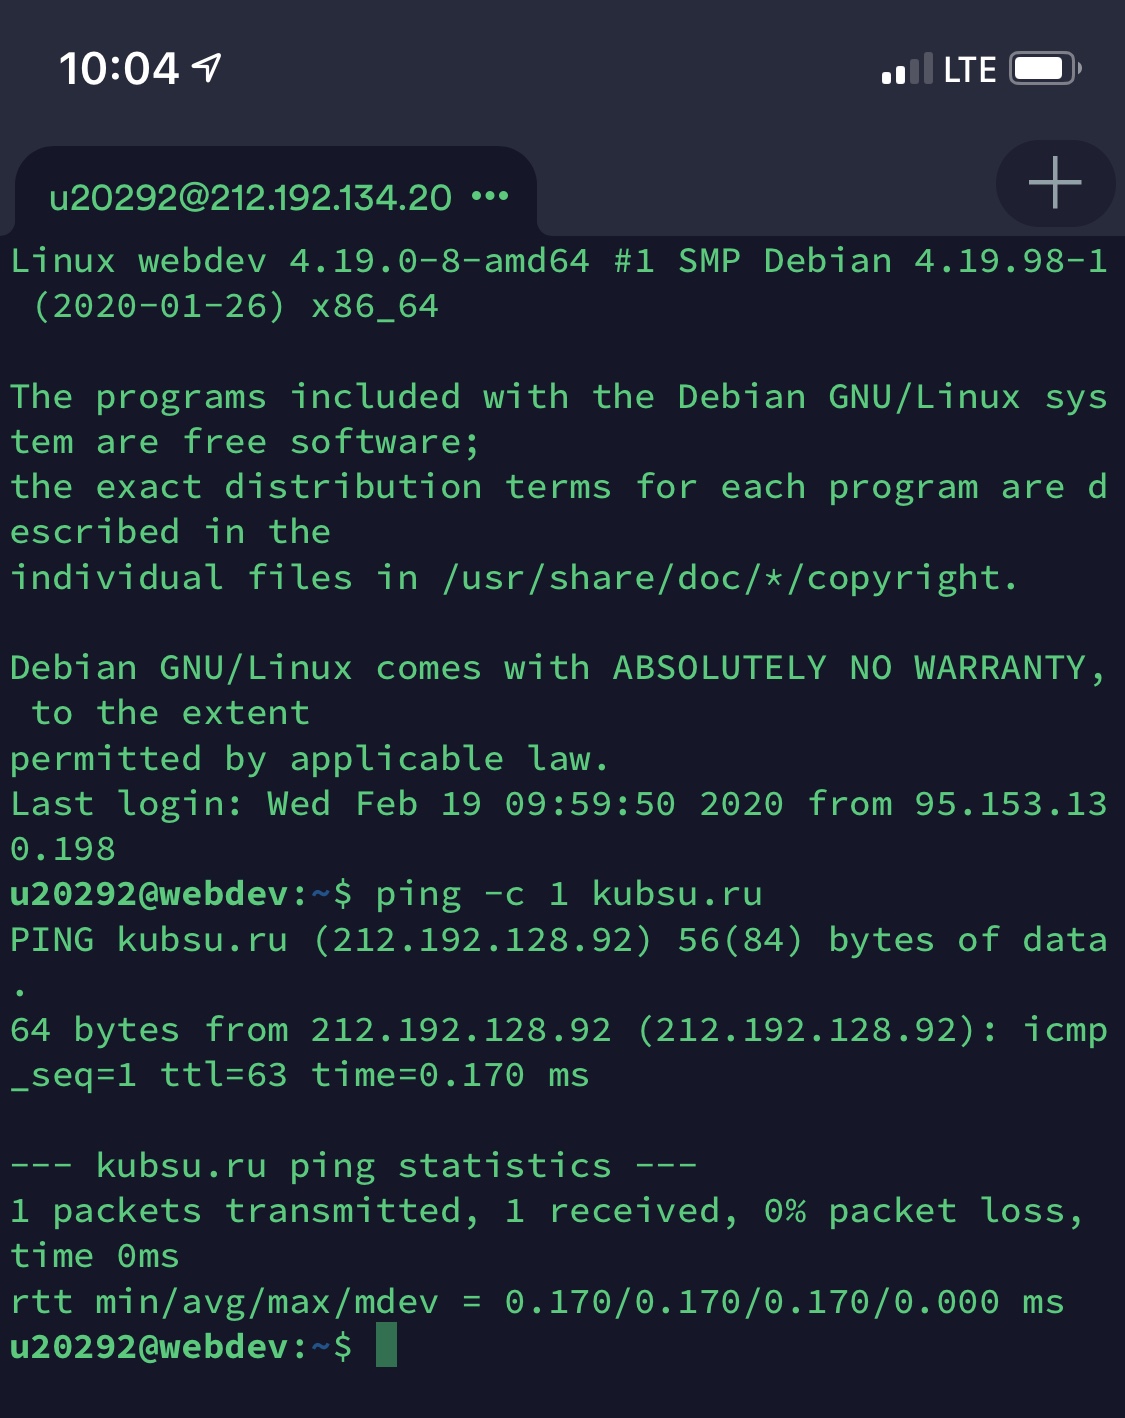 10:04
LTE
u20292@212.192.134.20 •••
Linux webdev 4.19.0-8-amd64 #1 SMP Debian 4.19.98-1
 (2020-01-26) x86_64
The programs included with the Debian GNU/Linux sys
tem are free software;
the exact distribution terms for each program are d
escribed in the
individual files in /usr/share/doc/*/copyright.
Debian GNU/Linux comes with ABSOLUTELY NO WARRANTY,
 to the extent
permitted by applicable law.
Last login: Wed Feb 19 09:59:50 2020 from 95.153.13
0.198
u20292@webdev:~$ ping -c 1 kubsu.ru
PING kubsu.ru (212.192.128.92) 56(84) bytes of data
.
64 bytes from 212.192.128.92 (212.192.128.92): icmp
_seq=1 ttl=63 time=0.170 ms
--- kubsu.ru ping statistics ---
1 packets transmitted, 1 received, 0% packet loss,
time 0ms
rtt min/avg/max/mdev = 0.170/0.170/0.170/0.000 ms
u20292@webdev:~$